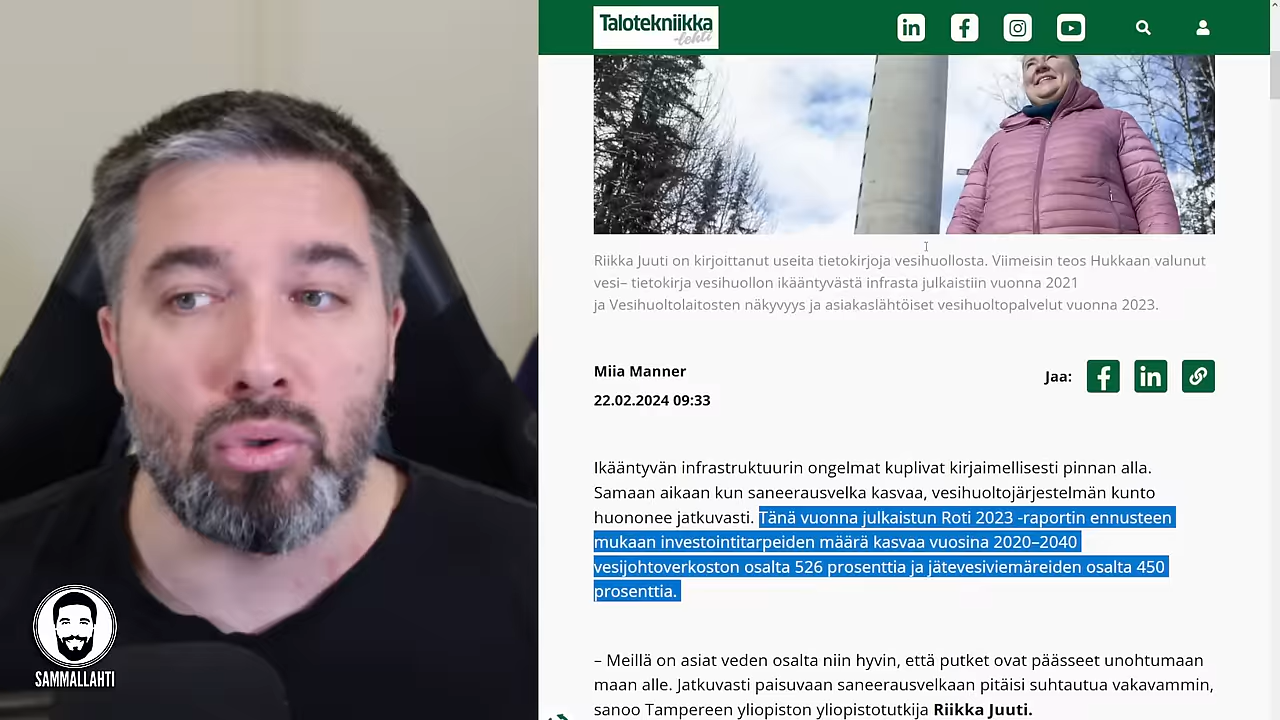 SAMMALLAHTI
Talotekniikka
-lehti
Riikka Juuti on kirjoittanut useita tietokirjoja vesihuollosta. Viimeisin teos Hukkaan valunut
vesi– tietokirja vesihuollon ikääntyvästä infrasta julkaistiin vuonna 2021
ja Vesihuoltolaitosten näkyvyys ja asiakaslähtöiset vesihuoltopalvelut vuonna 2023.
Miia Manner
22.02.2024 09:33
Jaa:
Ikääntyvän infrastruktuurin ongelmat kuplivat kirjaimellisesti pinnan alla.
Samaan aikaan kun saneerausvelka kasvaa, vesihuoltojärjestelmän kunto
huononee jatkuvasti. Tänä vuonna julkaistun Roti 2023 -raportin ennusteen
mukaan investointitarpeiden määrä kasvaa vuosina 2020–2040
vesijohtoverkoston osalta 526 prosenttia ja jätevesiviemäreiden osalta 450
prosenttia.
– Meillä on asiat veden osalta niin hyvin, että putket ovat päässeet unohtumaan
maan alle. Jatkuvasti paisuvaan saneerausvelkaan pitäisi suhtautua vakavammin,
sanoo Tampereen yliopiston yliopistotutkija Riikka Juuti.